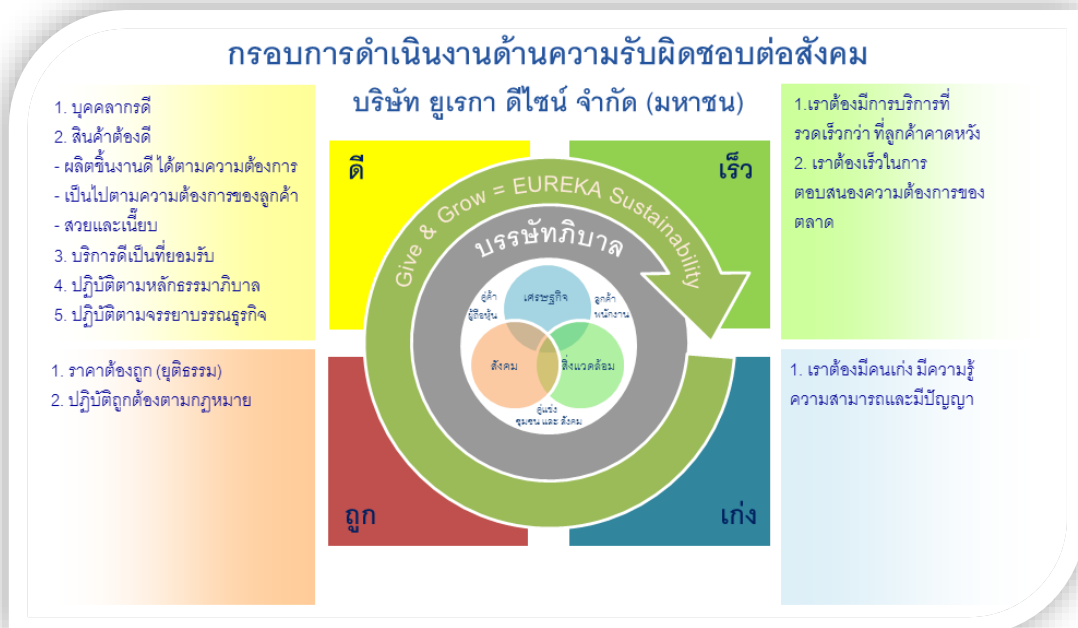 กรอบการดำเนินงานด้านความรับผิดชอบต่อสังคม
บริษัท ยูเรกา ดีไซน์ จำกัด (มหาชน)
1. บุคคลากรดี
2. สินค้าต้องดี
- ผลิตชิ้นงานดี ได้ตามความต้องการ
- เป็นไปตามความต้องการของลูกค้า
- สวยและเนี๊ยบ
3. บริการดีเป็นที่ยอมรับ
4. ปฏิบัติตามหลักธรรมาภิบาล
5. ปฏิบัติตามจรรยาบรรณธุรกิจ
ดี
เร็ว
1.เราต้องมีการบริการที่
รวดเร็วกว่า ที่ลูกค้าคาดหวัง
2. เราต้องเร็วในการ
ตอบสนองความต้องการของ
ตลาด
Give & Grow = EUREKA Sustainability
บรรษัทภิบาล
คู่ค้า
ผู้ถือหุ้น
เศรษฐกิจ
ลูกค้า
พนักงาน
สังคม
สิ่งแวดล้อม
คู่แข่ง
ชุมชน และ สังคม
1. ราคาต้องถูก (ยุติธรรม)
2. ปฏิบัติถูกต้องตามกฎหมาย
ถูก
เก่ง
1. เราต้องมีคนเก่ง มีความรู้
ความสามารถและมีปัญญา